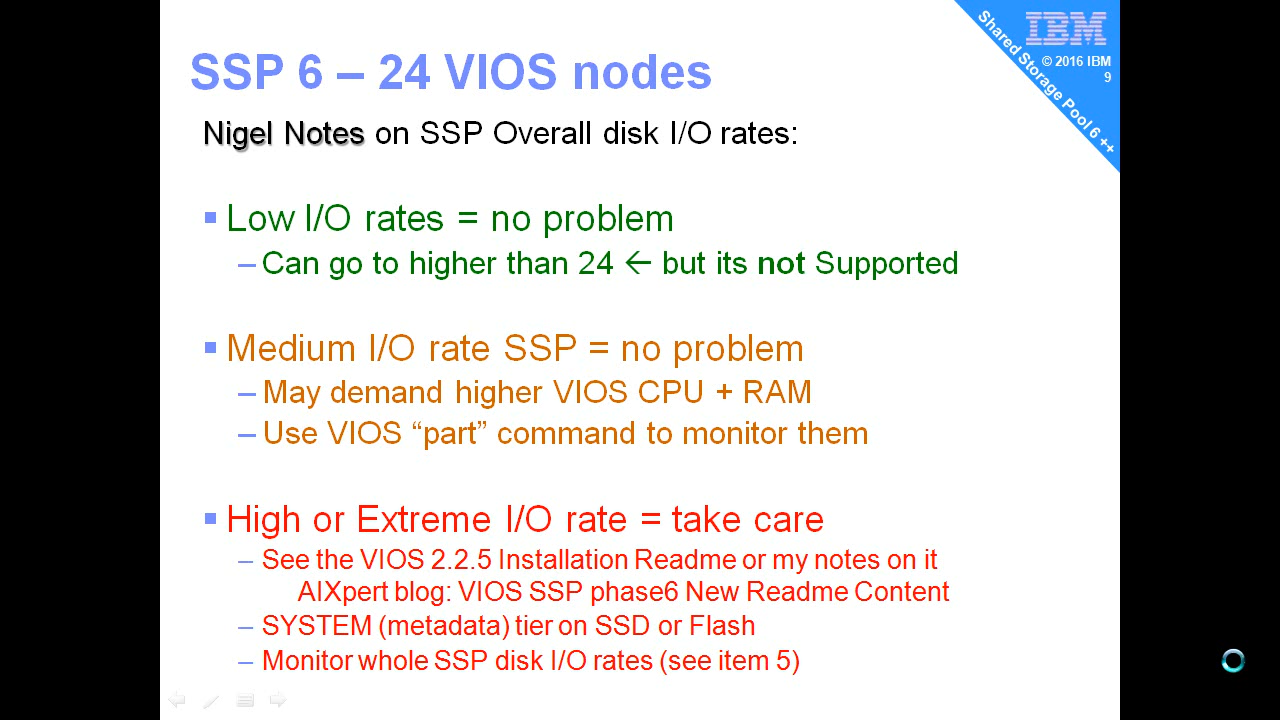 SSP 6 – 24 VIOS nodes
IBM
© 2016 IBM
9
Shared Storage Pool 6 ++
Nigel Notes on SSP Overall disk I/O rates:
▪ Low I/O rates = no problem
– Can go to higher than 24 ← but its not Supported
▪ Medium I/O rate SSP = no problem
– May demand higher VIOS CPU + RAM
– Use VIOS “part” command to monitor them
▪ High or Extreme I/O rate = take care
– See the VIOS 2.2.5 Installation Readme or my notes on it
AIXpert blog: VIOS SSP phase6 New Readme Content
– SYSTEM (metadata) tier on SSD or Flash
– Monitor whole SSP disk I/O rates (see item 5)